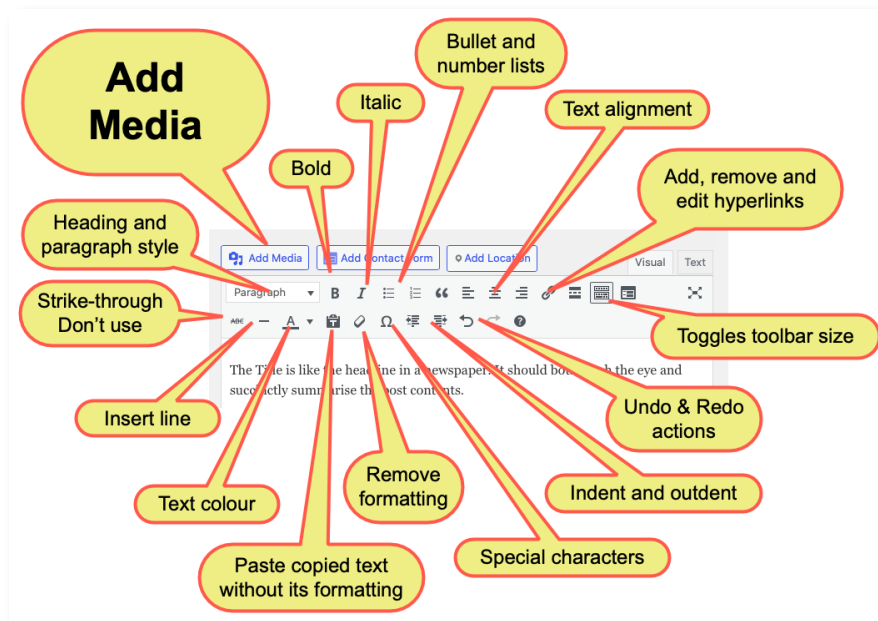 Add
Media
Bullet and
number lists
Italic
Text alignment
Bold
Add, remove and
edit hyperlinks
Heading and
paragraph style
Add Media
Add Contact Form
Add Location
Visual
Text
Paragraph
B
I
Strike-through
Don't use
ABC
A
Ω
Toggles toolbar size
The Title is like the headline in a newspaper. It should both catch the eye and
succinctly summarise the post contents.
Insert line
Undo & Redo
actions
Remove
formatting
Text colour
Indent and outdent
Special characters
Paste copied text
without its formatting